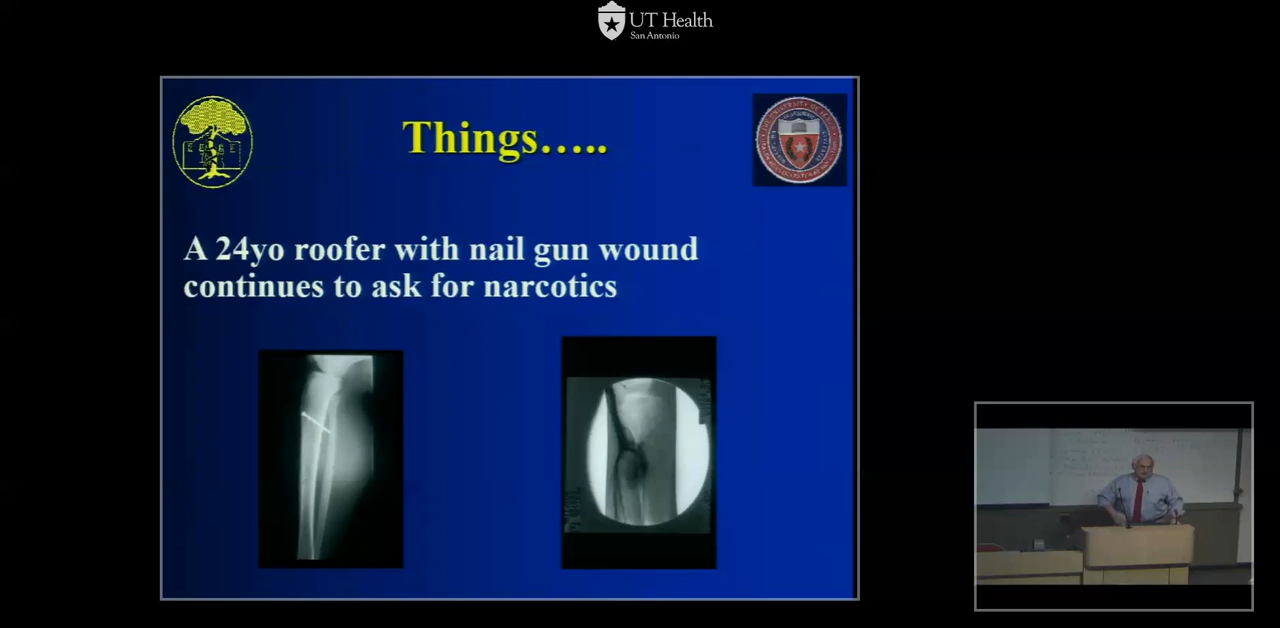 UT Health
San Antonio
Things…..
A 24yo roofer with nail gun wound
continues to ask for narcotics